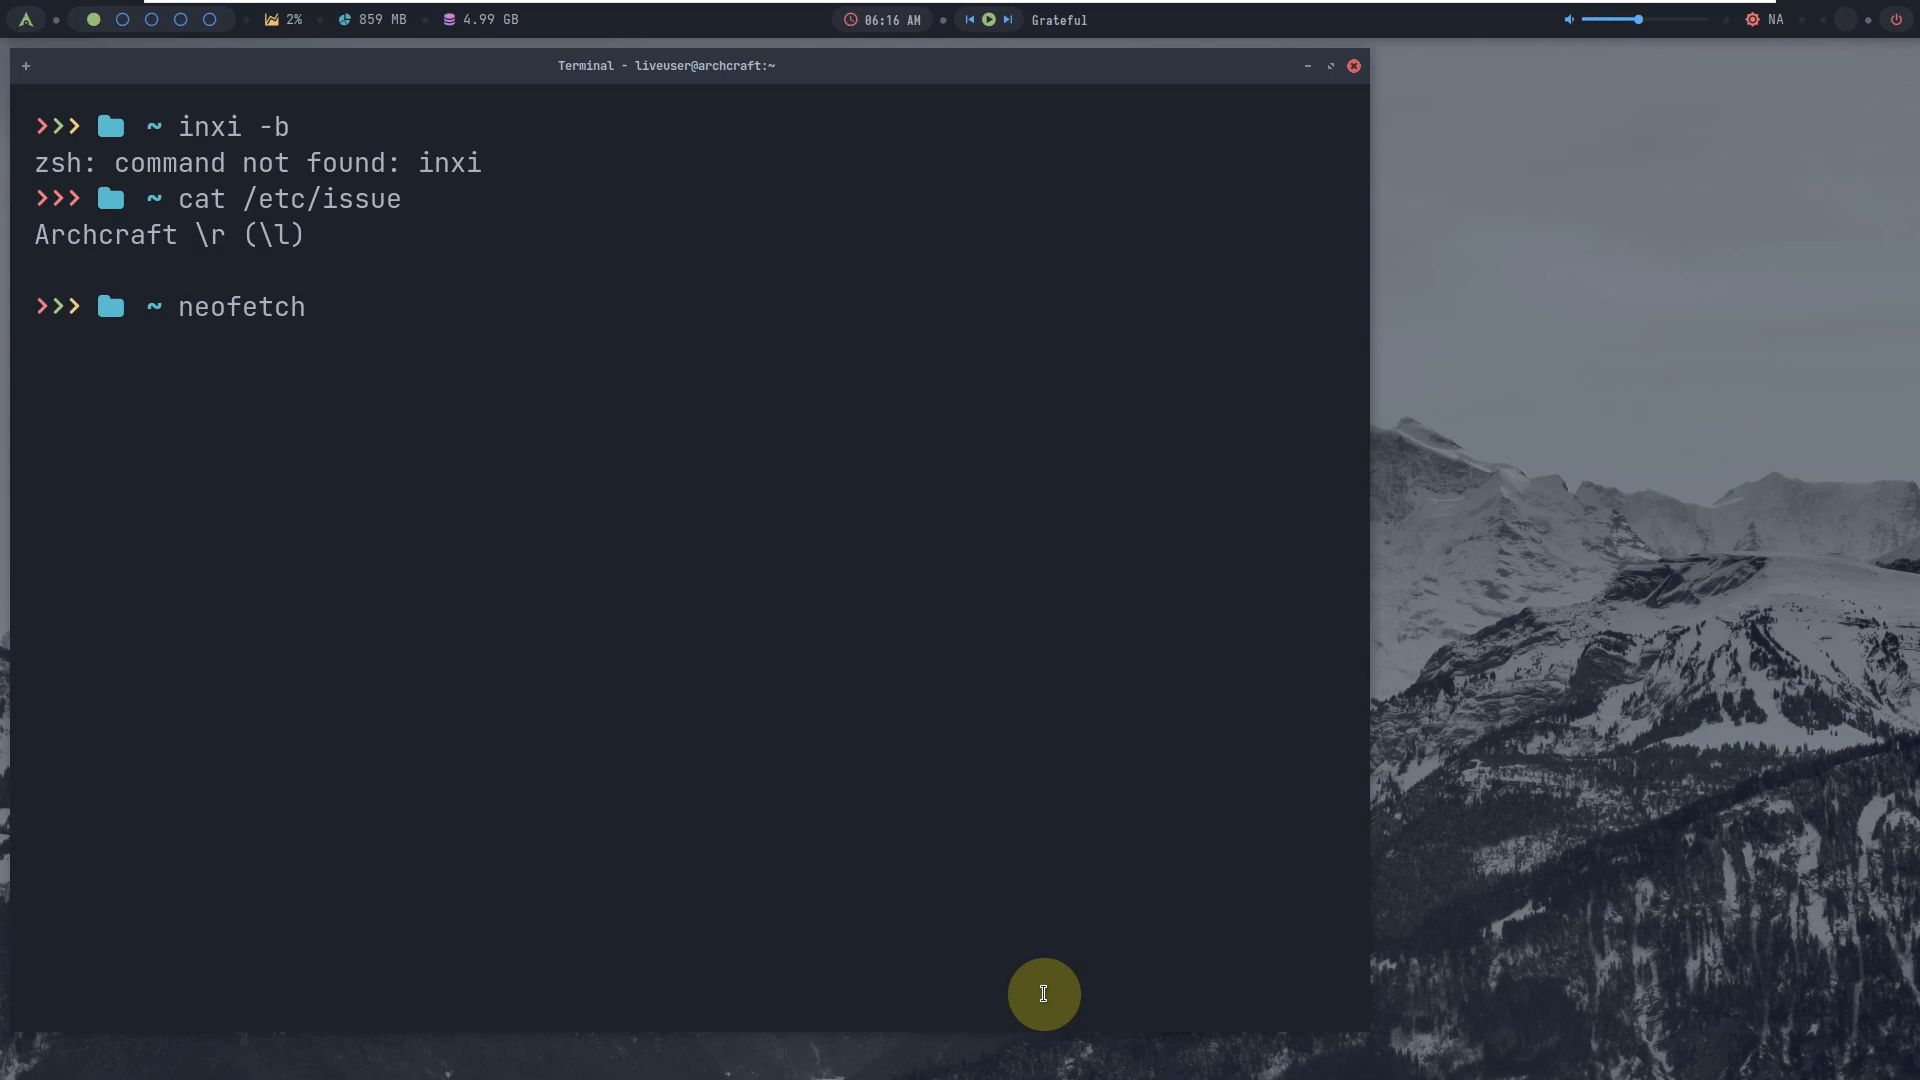 2% 859 MB 4.99 GB 06:16 AM Grateful NA
Terminal - liveuser@archcraft:~
>>> ~ inxi -b
zsh: command not found: inxi
>>> ~ cat /etc/issue
Archcraft \r (\l)
>>> ~ neofetch